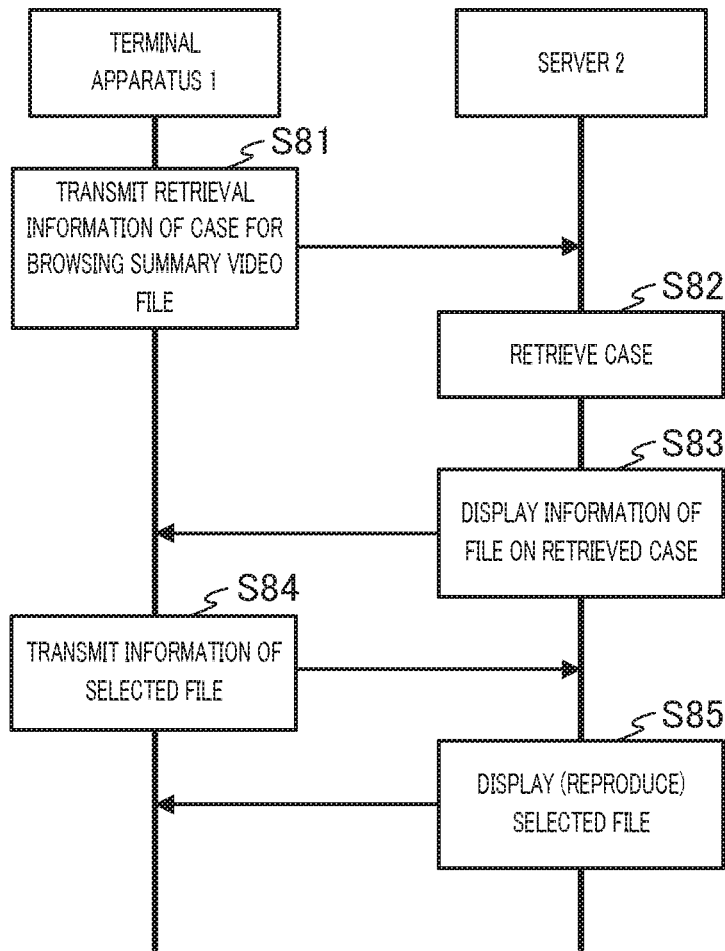 TERMINAL
APPARATUS 1
SERVER 2
S81
TRANSMIT RETRIEVAL
INFORMATION OF CASE FOR
BROWSING SUMMARY VIDEO
FILE
S82
RETRIEVE CASE
S83
DISPLAY INFORMATION OF
FILE ON RETRIEVED CASE
S84
TRANSMIT INFORMATION OF
SELECTED FILE
S85
DISPLAY (REPRODUCE)
SELECTED FILE